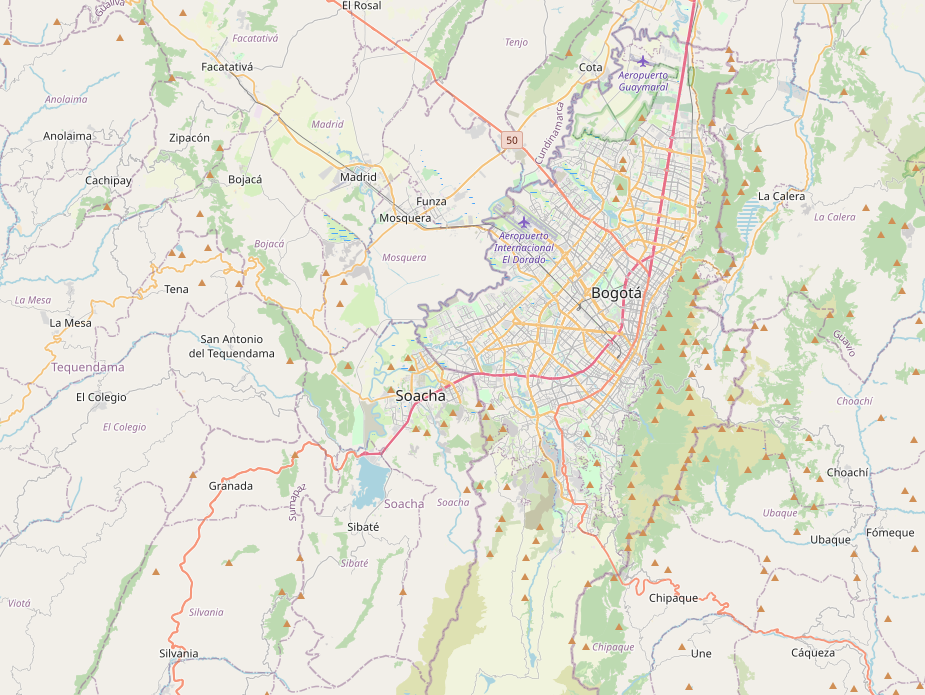 El Rosal
Gualivá
Facatativá
Tenjo
Facatativá
Cota
Aeropuerto
Guaymaral
Anolaima
Madrid
Cundinamarca
Anolaima
Zipacón
50
Cachipay
Bojacá
Madrid
Funza
Mosquera
La Calera
La Calera
Aeropuerto
Internacional
El Dorado
Bojacá
Mosquera
Tena
La Mesa
Bogotá
La Mesa
San Antonio
del Tequendama
Guavio
Tequendama
El Colegio
Soacha
Choachí
El Colegio
Choachí
Granada
Sumapaz
Soacha
Soacha
Ubaque
Sibaté
Ubaque
Fómeque
Sibaté
Viotá
Silvania
Chipaque
Silvania
Chipaque
Une
Cáqueza